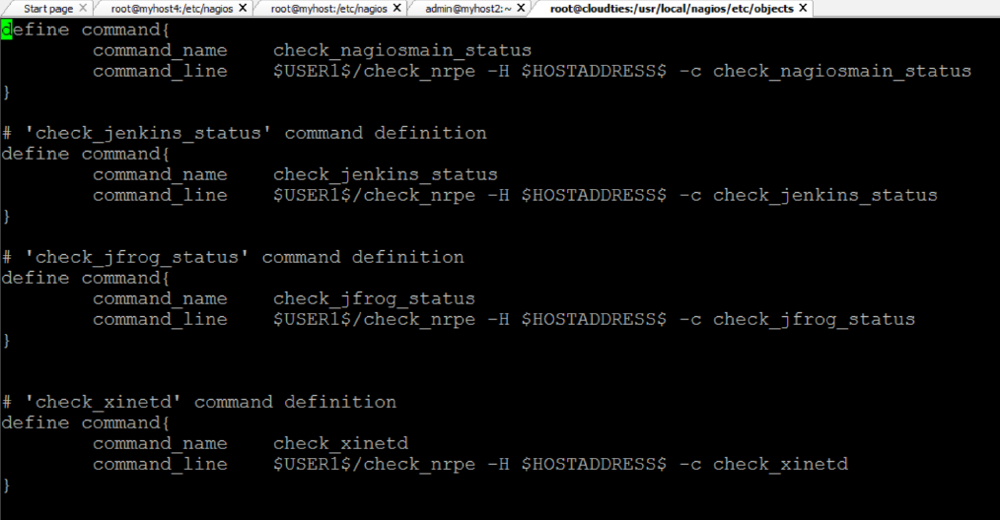 Start page × root@myhost4:/etc/nagios X root@myhost:/etc/nagios X admin@myhost2:~ X root@cloudties:/usr/local/nagios/etc/objects X
define command{
        command_name    check_nagiosmain_status
        command_line    $USER1$/check_nrpe -H $HOSTADDRESS$ -c check_nagiosmain_status
}
# 'check_jenkins_status' command definition
define command{
        command_name    check_jenkins_status
        command_line    $USER1$/check_nrpe -H $HOSTADDRESS$ -c check_jenkins_status
}
# 'check_jfrog_status' command definition
define command{
        command_name    check_jfrog_status
        command_line    $USER1$/check_nrpe -H $HOSTADDRESS$ -c check_jfrog_status
}
# 'check_xinetd' command definition
define command{
        command_name    check_xinetd
        command_line    $USER1$/check_nrpe -H $HOSTADDRESS$ -c check_xinetd
}